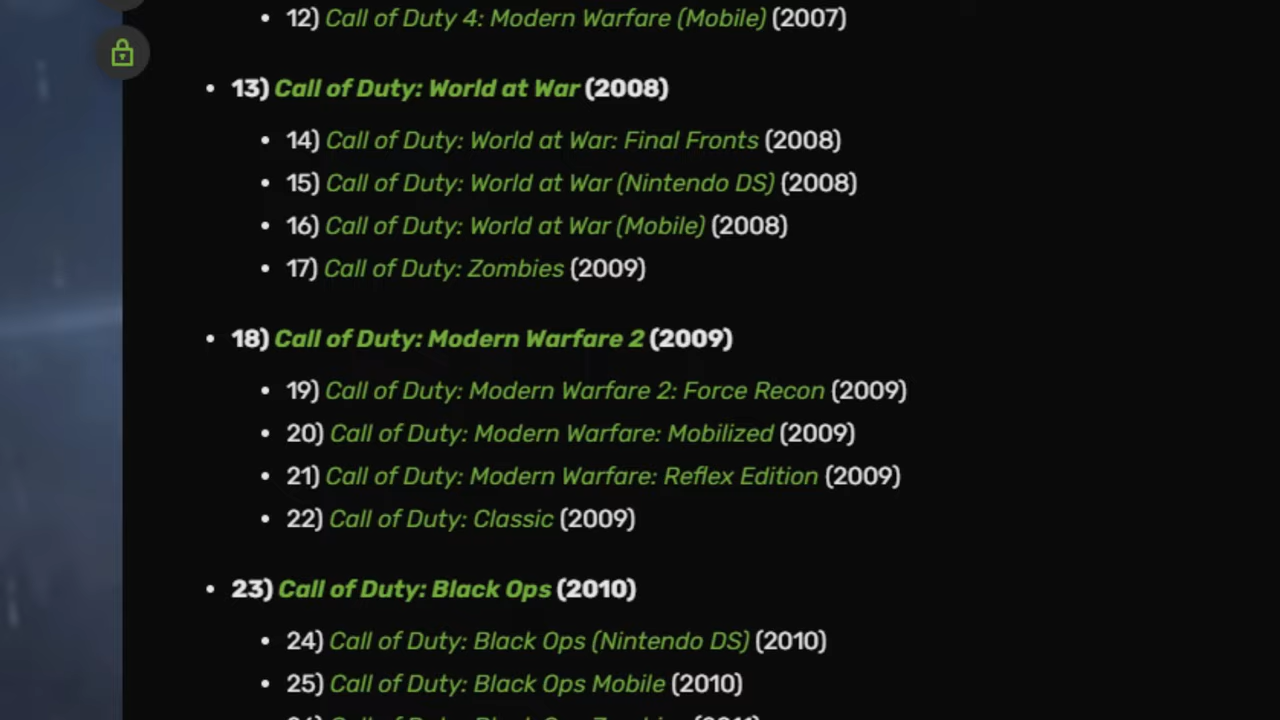 12) Call of Duty 4: Modern Warfare (Mobile) (2007)
13) Call of Duty: World at War (2008)
14) Call of Duty: World at War: Final Fronts (2008)
15) Call of Duty: World at War (Nintendo DS) (2008)
16) Call of Duty: World at War (Mobile) (2008)
17) Call of Duty: Zombies (2009)
18) Call of Duty: Modern Warfare 2 (2009)
19) Call of Duty: Modern Warfare 2: Force Recon (2009)
20) Call of Duty: Modern Warfare: Mobilized (2009)
21) Call of Duty: Modern Warfare: Reflex Edition (2009)
22) Call of Duty: Classic (2009)
23) Call of Duty: Black Ops (2010)
24) Call of Duty: Black Ops (Nintendo DS) (2010)
25) Call of Duty: Black Ops Mobile (2010)